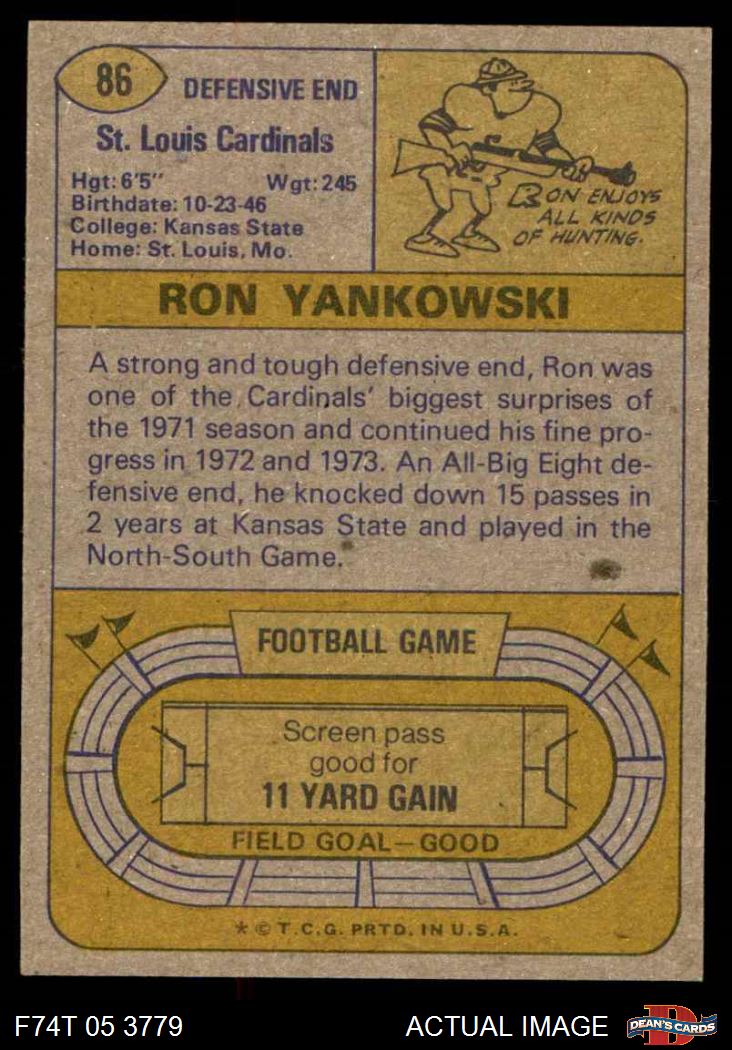 86
DEFENSIVE END
St. Louis Cardinals
Hgt: 6'5" Wgt: 245
Birthdate: 10-23-46
College: Kansas State
Home: St. Louis, Mo.
RON ENJOYS
ALL KINDS
OF HUNTING.
RON YANKOWSKI
A strong and tough defensive end, Ron was
one of the Cardinals' biggest surprises of
the 1971 season and continued his fine pro-
gress in 1972 and 1973. An All-Big Eight de-
fensive end, he knocked down 15 passes in
2 years at Kansas State and played in the
North-South Game.
FOOTBALL GAME
Screen pass
good for
11 YARD GAIN
FIELD GOAL—GOOD
* © T.C.G. PRTD. IN U.S.A.
F74T 05 3779
ACTUAL IMAGE
D
DEAN'S CARDS